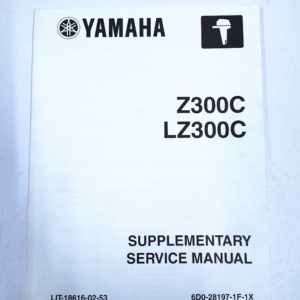 YAMAHA
Z300C
LZ300C
SUPPLEMENTARY
SERVICE MANUAL
LIT-18616-02-53 6D0-28197-1F-1X